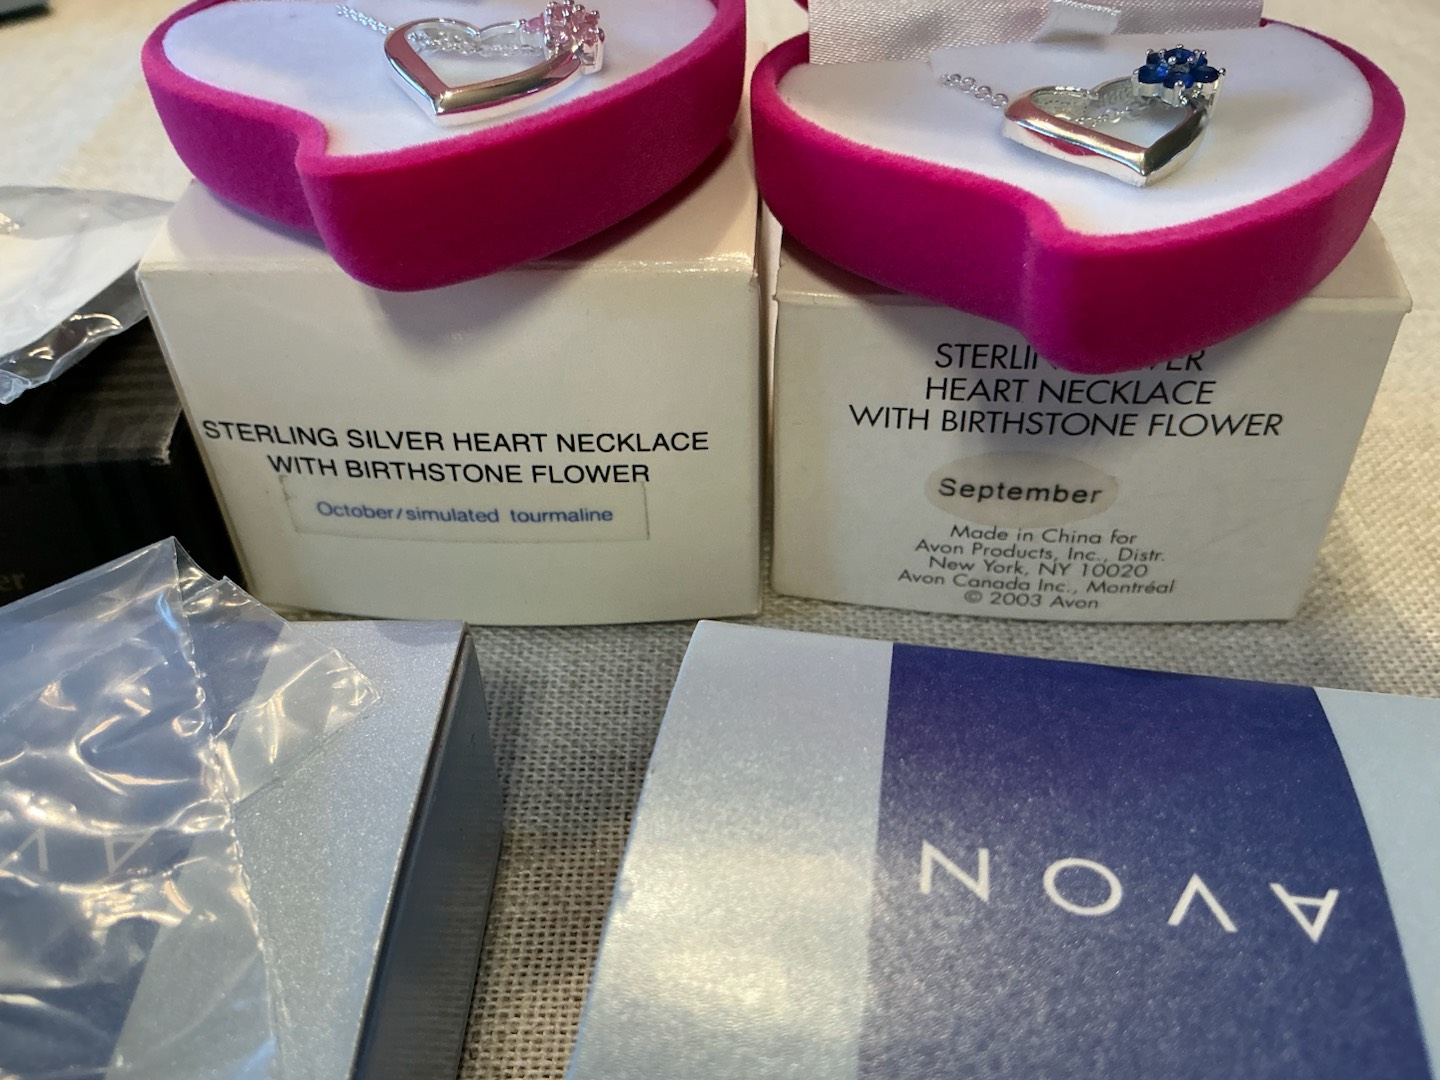 STERLING SILVER HEART NECKLACE
WITH BIRTHSTONE FLOWER
October/simulated tourmaline
HEART NECKLACE
WITH BIRTHSTONE FLOWER
September
Made in China for
Avon Products, Inc., Distr.
New York, NY 10020
Avon Canada Inc., Montréal
© 2003 Avon
AVON